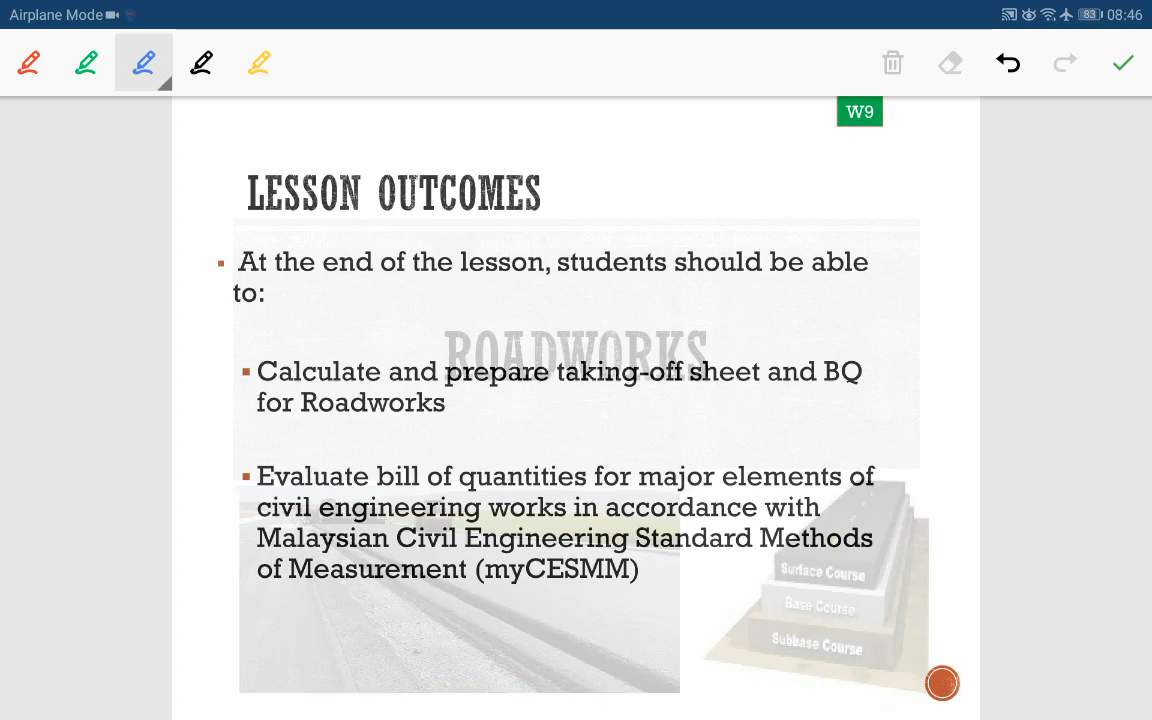 Airplane Mode
83 08:46
W9
LESSON OUTCOMES
▪ At the end of the lesson, students should be able
to:
ROADWORKS
▪ Calculate and prepare taking-off sheet and BQ
for Roadworks
▪ Evaluate bill of quantities for major elements of
civil engineering works in accordance with
Malaysian Civil Engineering Standard Methods
of Measurement (myCESMM)
Surface Course
Base Course
Subbase Course